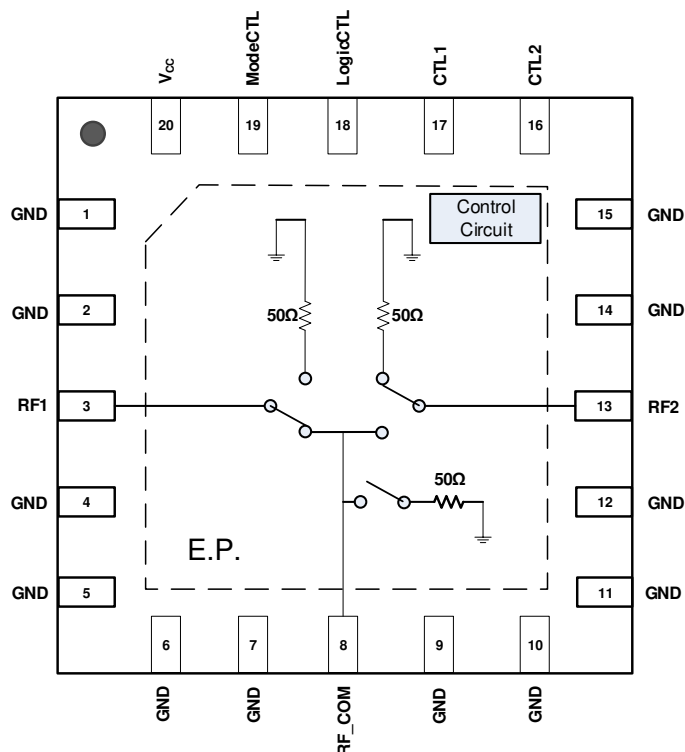 V_CC
ModeCTL
LogicCTL
CTL1
CTL2
20
19
18
17
16
GND
1
Control
Circuit
15
GND
GND
2
50Ω
50Ω
14
GND
RF1
3
13
RF2
GND
4
50Ω
12
GND
E.P.
GND
5
11
GND
6
7
8
9
10
GND
GND
RF_COM
GND
GND